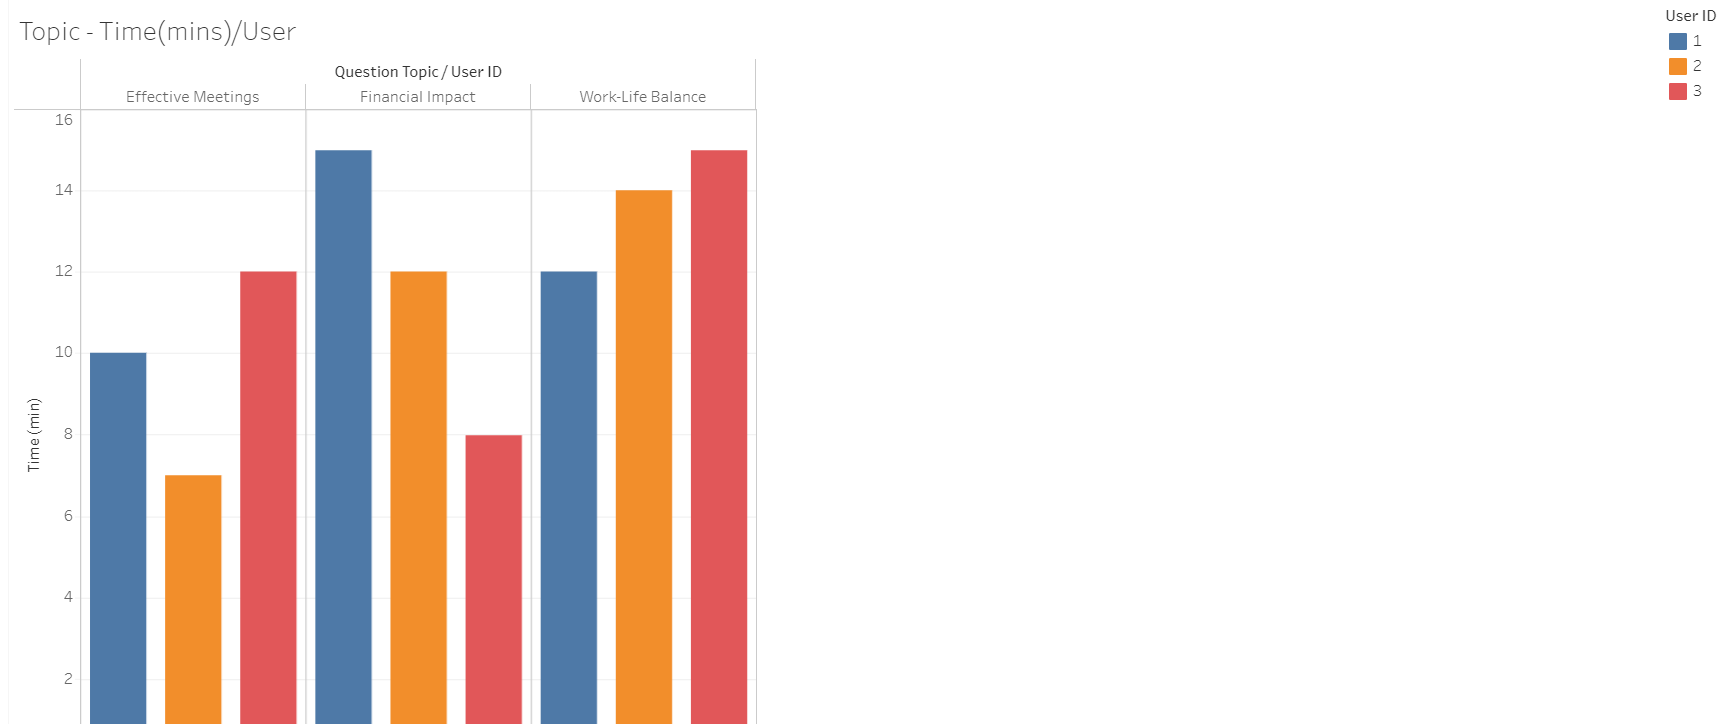 Topic - Time(mins)/User
Question Topic / User ID
Effective Meetings Financial Impact Work-Life Balance
16
14
12
10
8
6
4
2
Time (min)
User ID
1
2
3